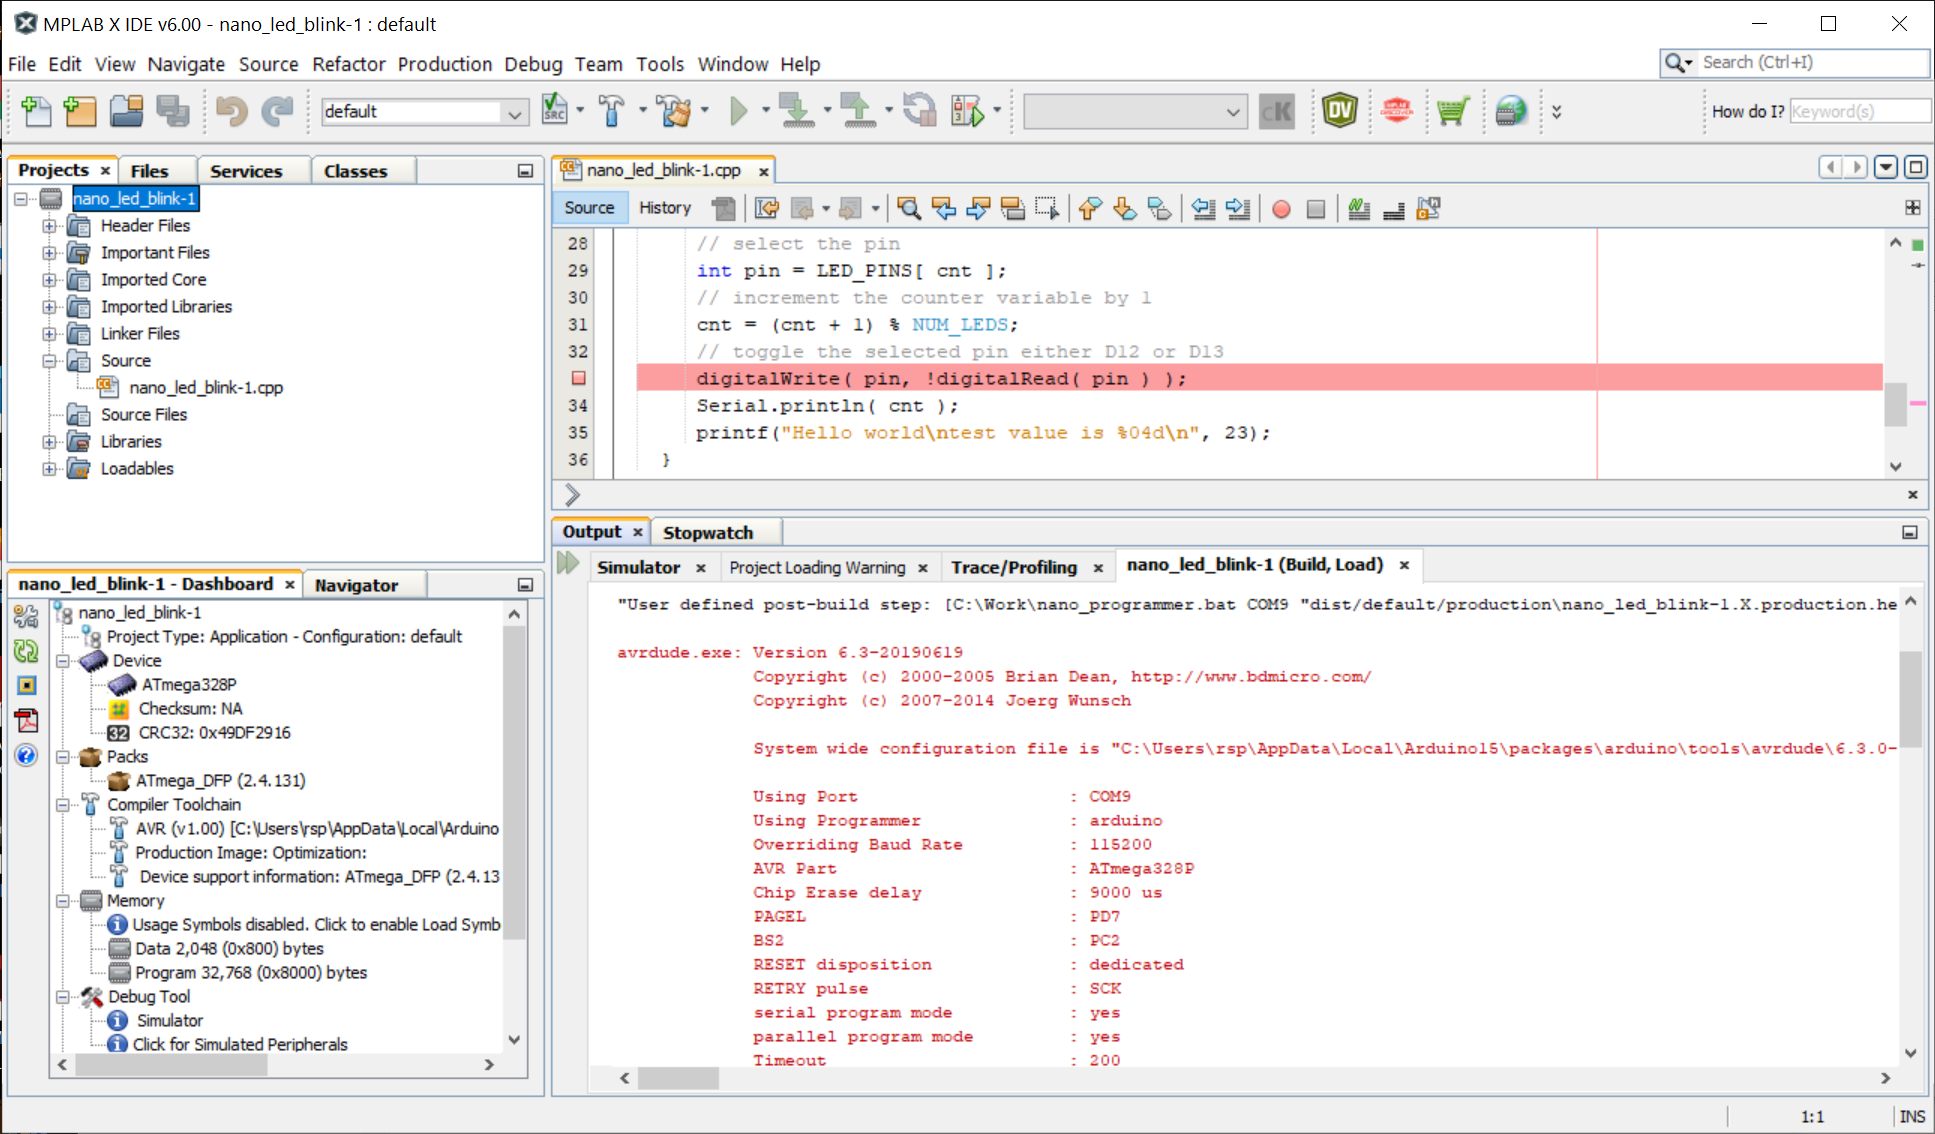 MPLAB X IDE v6.00 - nano_led_blink-1 : default
File Edit View Navigate Source Refactor Production Debug Team Tools Window Help
Search (Ctrl+I)
default
SRC
cK
DV
How do I? Keyword(s)
Projects Files Services Classes
nano_led_blink-1
Header Files
Important Files
Imported Core
Imported Libraries
Linker Files
Source
nano_led_blink-1.cpp
Source Files
Libraries
Loadables
nano_led_blink-1 - Dashboard Navigator
nano_led_blink-1
Project Type: Application - Configuration: default
Device
ATmega328P
Checksum: NA
32 CRC32: 0x49DF2916
Packs
ATmega_DFP (2.4.131)
Compiler Toolchain
AVR (v1.00) [C:\Users\rsp\AppData\Local\Arduino
Production Image: Optimization:
Device support information: ATmega_DFP (2.4.13
Memory
Usage Symbols disabled. Click to enable Load Symb
Data 2,048 (0x800) bytes
Program 32,768 (0x8000) bytes
Debug Tool
Simulator
Click for Simulated Peripherals
nano_led_blink-1.cpp
Source History
28 // select the pin
29 int pin = LED_PINS[ cnt ];
30 // increment the counter variable by 1
31 cnt = (cnt + 1) % NUM_LEDS;
32 // toggle the selected pin either D12 or D13
digitalWrite( pin, !digitalRead( pin ) );
34 Serial.println( cnt );
35 printf("Hello world\ntest value is %04d\n", 23);
36 }
Output Stopwatch
Simulator Project Loading Warning Trace/Profiling nano_led_blink-1 (Build, Load)
"User defined post-build step: [C:\Work\nano_programmer.bat COM9 "dist/default/production\nano_led_blink-1.X.production.he
avrdude.exe: Version 6.3-20190619
Copyright (c) 2000-2005 Brian Dean, http://www.bdmicro.com/
Copyright (c) 2007-2014 Joerg Wunsch
System wide configuration file is "C:\Users\rsp\AppData\Local\Arduino15\packages\arduino\tools\avrdude\6.3.0-
Using Port : COM9
Using Programmer : arduino
Overriding Baud Rate : 115200
AVR Part : ATmega328P
Chip Erase delay : 9000 us
PAGEL : PD7
BS2 : PC2
RESET disposition : dedicated
RETRY pulse : SCK
serial program mode : yes
parallel program mode : yes
Timeout : 200
1:1 INS